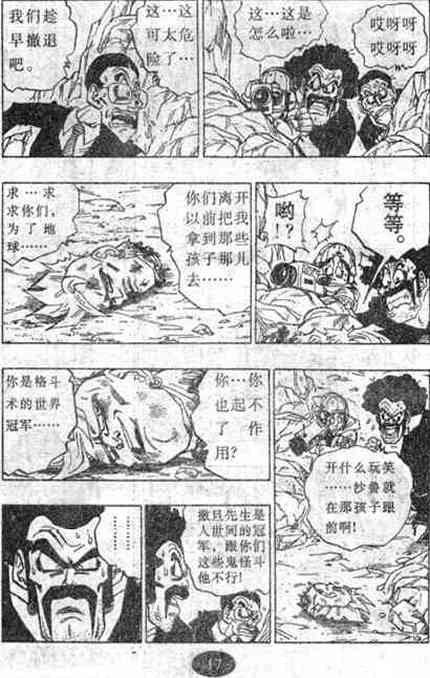 哎呀呀
哎呀呀
这…这是
怎么啦…
这…这
可太危
险了…
我们趁
早撤退
吧。
等等。
哟!?
你们离开
以前把我
拿到那些
孩子那儿
去……
求…求
求你们,
为了地
球……
开什么玩笑
……沙鲁就
在那孩子跟
的啊!
你…你
也起不
了作
用?
你是格斗
术的世界
冠军……
撒旦先生是
人世间的冠
军,跟你们
这些鬼怪斗
他不行!
…………
17